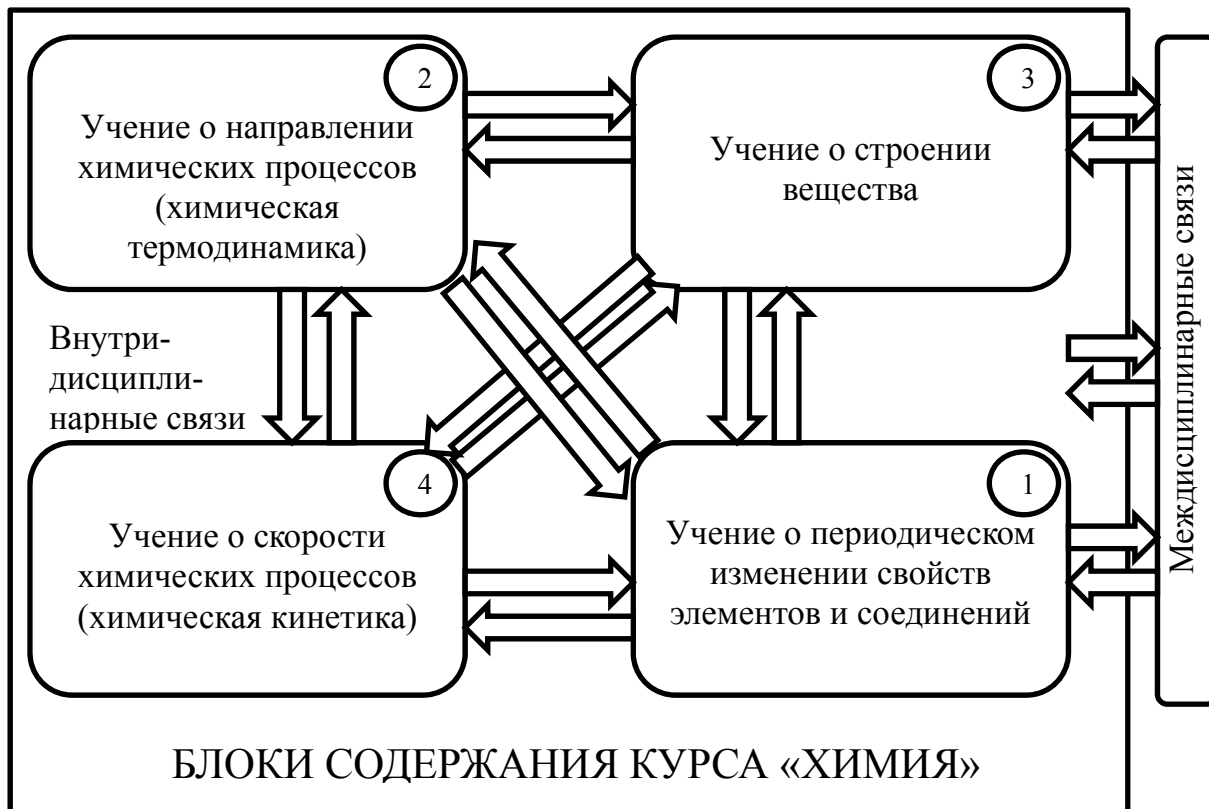 2
Учение о направлении
химических процессов
(химическая
термодинамика)
3
Учение о строении
вещества
Внутри-
дисципли-
нарные связи
4
Учение о скорости
химических процессов
(химическая кинетика)
1
Учение о периодическом
изменении свойств
элементов и соединений
Междисциплинарные связи
БЛОКИ СОДЕРЖАНИЯ КУРСА «ХИМИЯ»